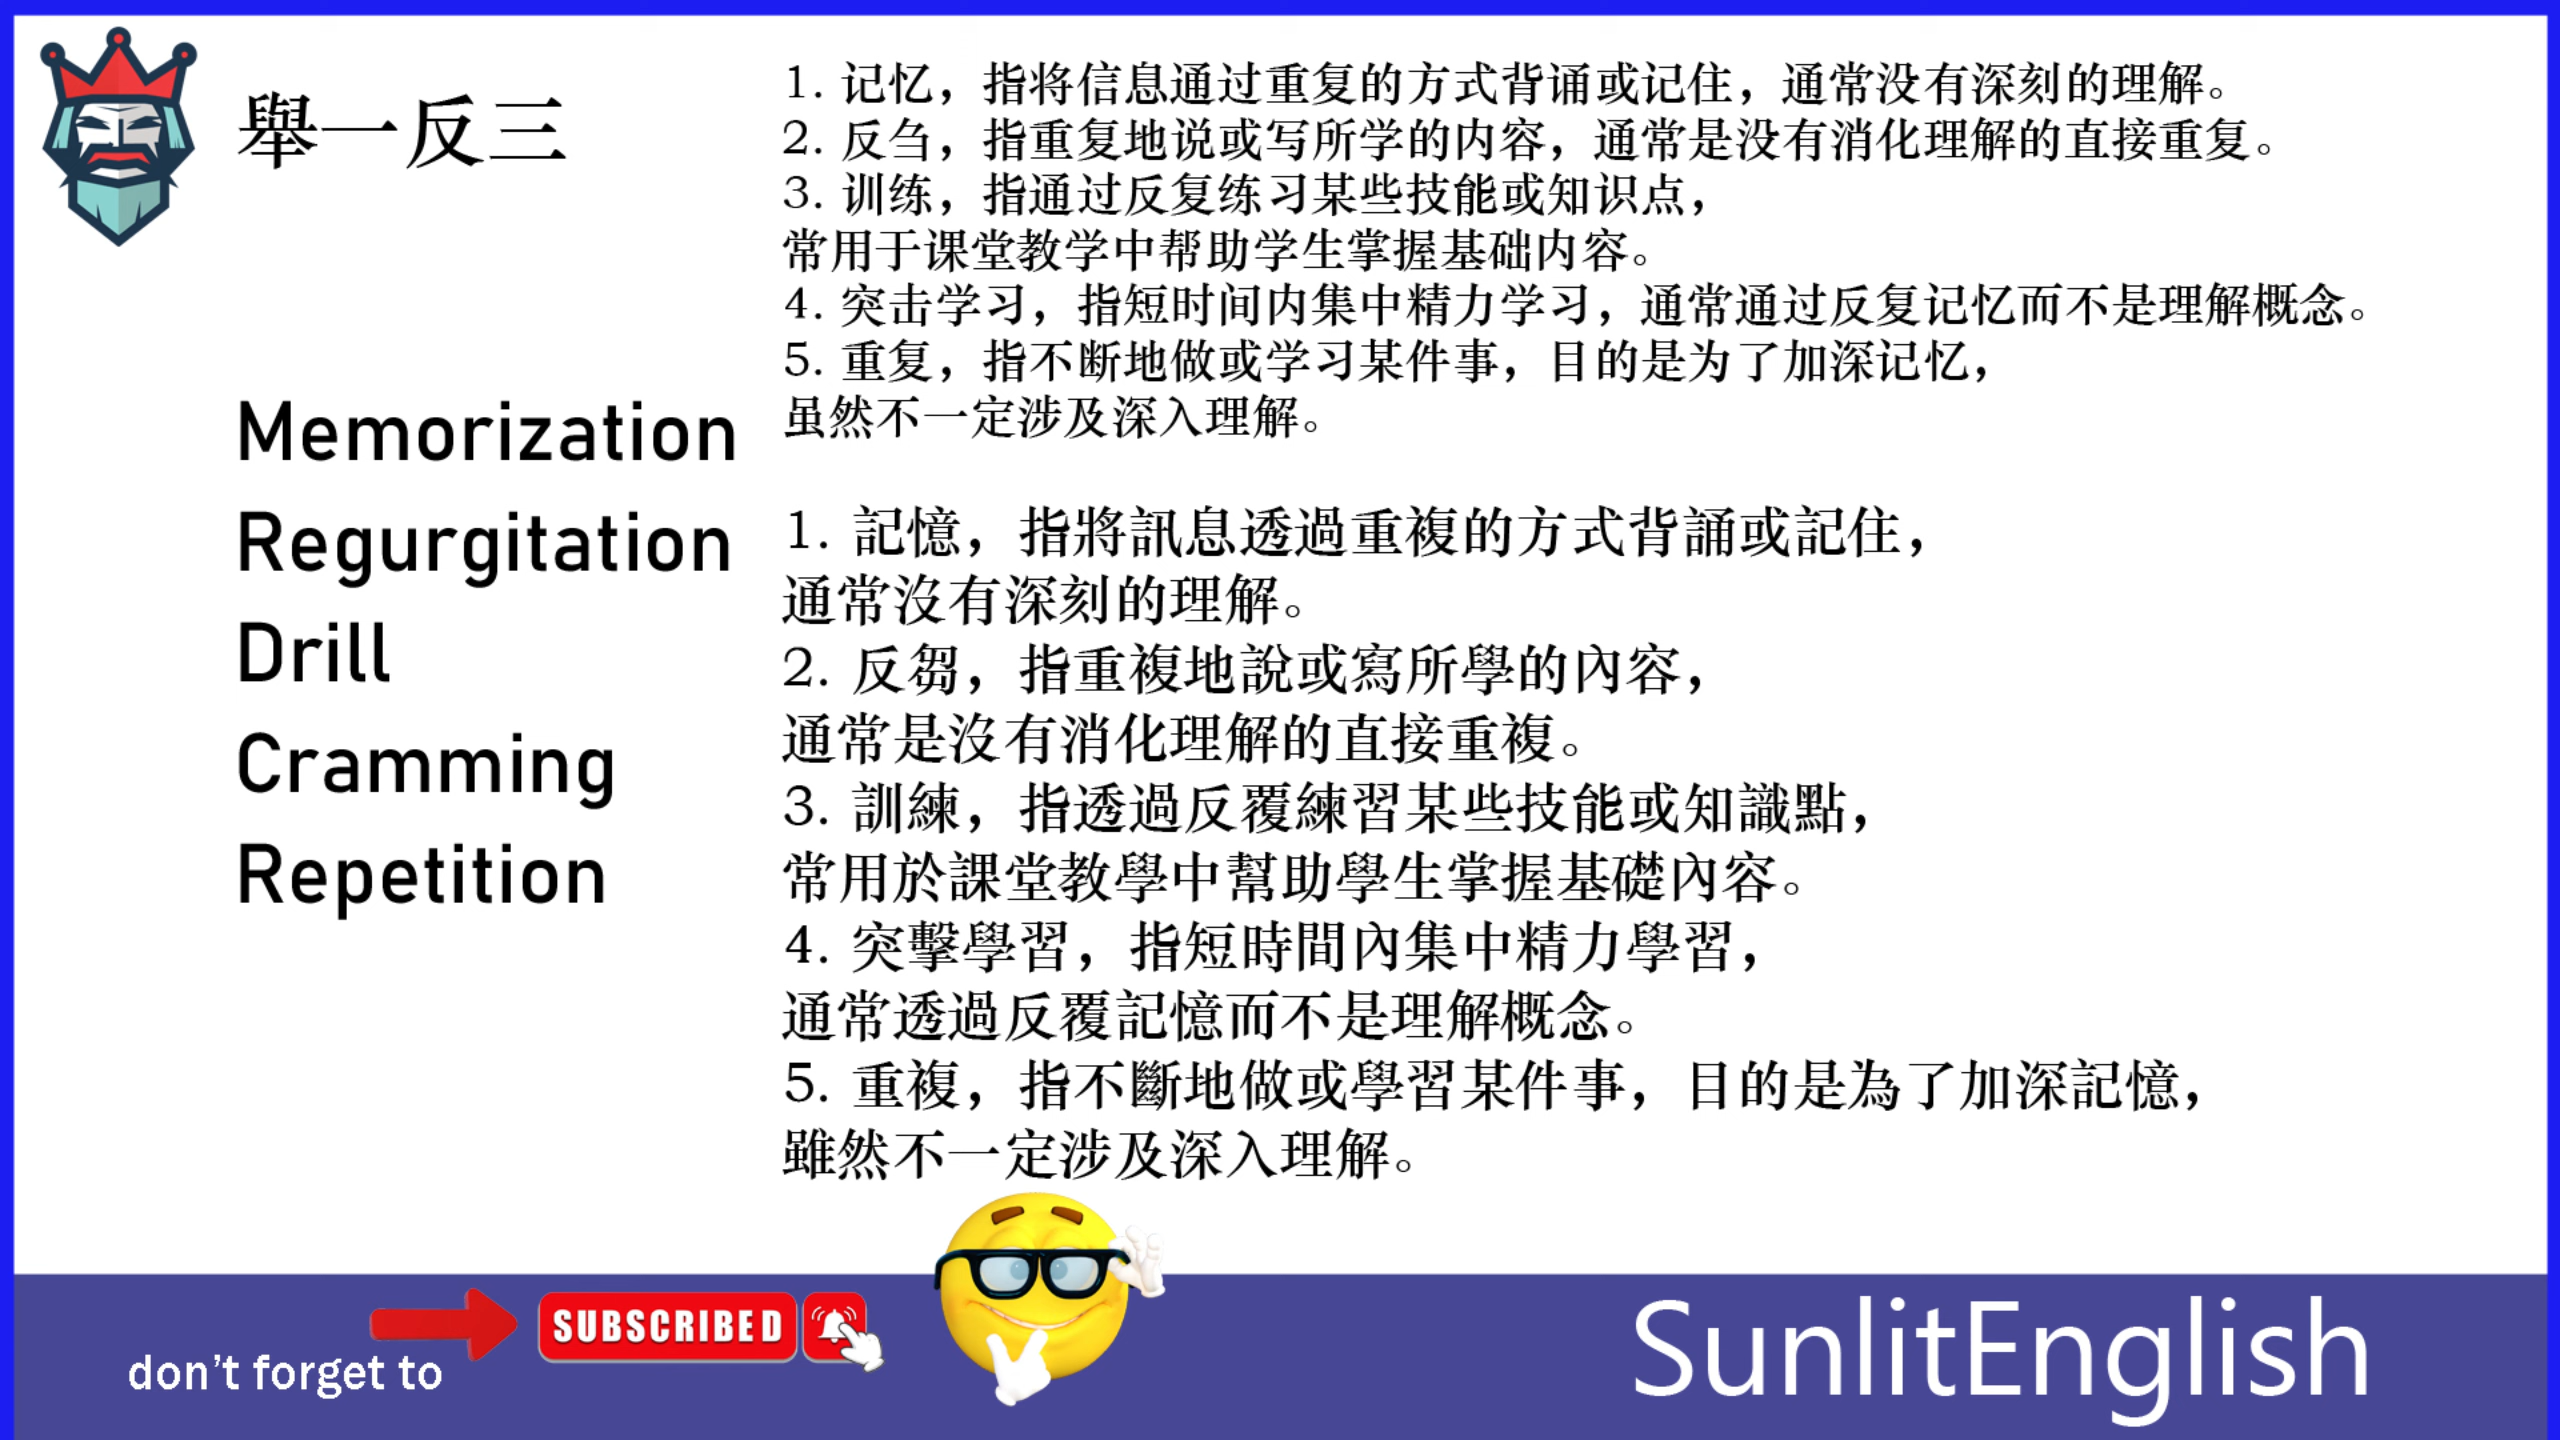 舉一反三
Memorization
Regurgitation
Drill
Cramming
Repetition
1. 记忆，指将信息通过重复的方式背诵或记住，通常没有深刻的理解。
2. 反刍，指重复地说或写所学的内容，通常是没有消化理解的直接重复。
3. 训练，指通过反复练习某些技能或知识点，
常用于课堂教学中帮助学生掌握基础内容。
4. 突击学习，指短时间内集中精力学习，通常通过反复记忆而不是理解概念。
5. 重复，指不断地做或学习某件事，目的是为了加深记忆，
虽然不一定涉及深入理解。
1. 記憶，指將訊息透過重複的方式背誦或記住，
通常沒有深刻的理解。
2. 反芻，指重複地說或寫所學的內容，
通常是沒有消化理解的直接重複。
3. 訓練，指透過反覆練習某些技能或知識點，
常用於課堂教學中幫助學生掌握基礎內容。
4. 突擊學習，指短時間內集中精力學習，
通常透過反覆記憶而不是理解概念。
5. 重複，指不斷地做或學習某件事，目的是為了加深記憶，
雖然不一定涉及深入理解。
don't forget to
SUBSCRIBED
SunlitEnglish